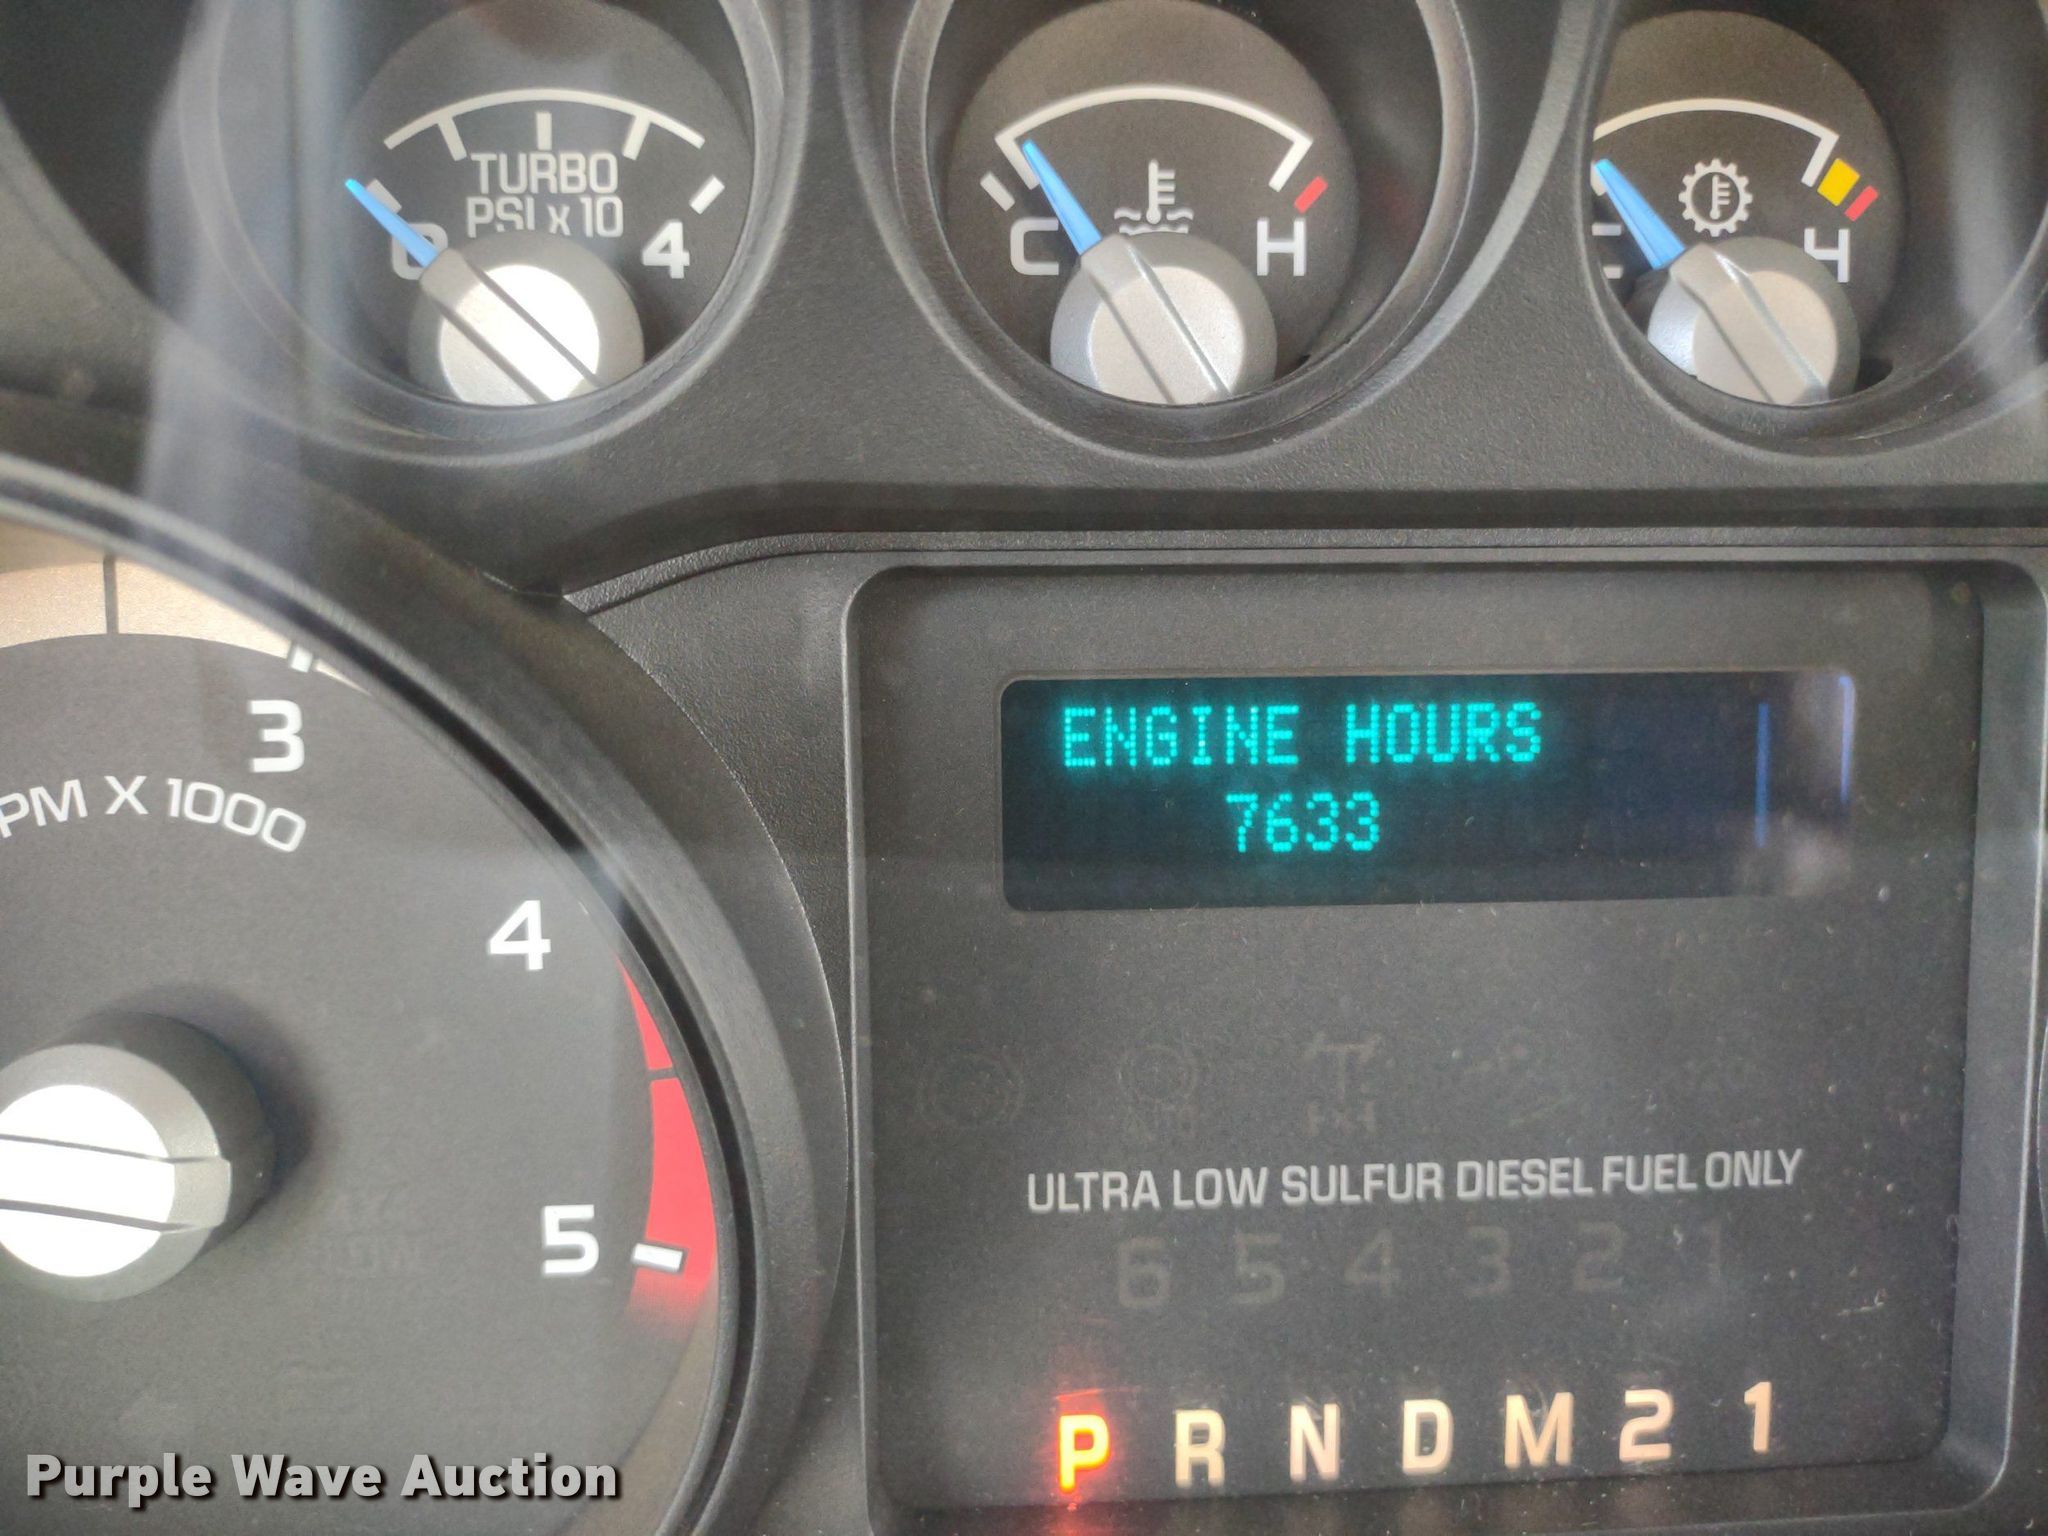 TURBO
PSI x 10
0
4
C
H
H
3
PM X 1000
4
5
ENGINE HOURS
7633
ULTRA LOW SULFUR DIESEL FUEL ONLY
6 5 4 3 2 1
P R N D M 2 1
Purple Wave Auction